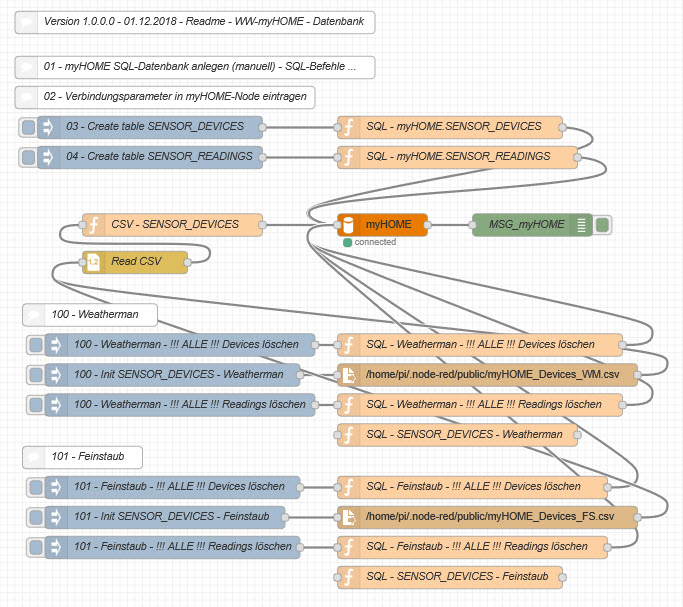 Version 1.0.0.0 - 01.12.2018 - Readme - WW-myHOME - Datenbank
01 - myHOME SQL-Datenbank anlegen (manuell) - SQL-Befehle ...
02 - Verbindungsparameter in myHOME-Node eintragen
03 - Create table SENSOR_DEVICES
SQL - myHOME.SENSOR_DEVICES
04 - Create table SENSOR_READINGS
SQL - myHOME.SENSOR_READINGS
CSV - SENSOR_DEVICES
myHOME
MSG_myHOME
connected
1,2
Read CSV
100 - Weatherman
100 - Weatherman - !!! ALLE !!! Devices löschen
SQL - Weatherman - !!! ALLE !!! Devices löschen
100 - Init SENSOR_DEVICES - Weatherman
/home/pi/.node-red/public/myHOME_Devices_WM.csv
100 - Weatherman - !!! ALLE !!! Readings löschen
SQL - Weatherman - !!! ALLE !!! Readings löschen
SQL - SENSOR_DEVICES - Weatherman
101 - Feinstaub
101 - Feinstaub - !!! ALLE !!! Devices löschen
SQL - Feinstaub - !!! ALLE !!! Devices löschen
101 - Init SENSOR_DEVICES - Feinstaub
/home/pi/.node-red/public/myHOME_Devices_FS.csv
101 - Feinstaub - !!! ALLE !!! Readings löschen
SQL - Feinstaub - !!! ALLE !!! Readings löschen
SQL - SENSOR_DEVICES - Feinstaub